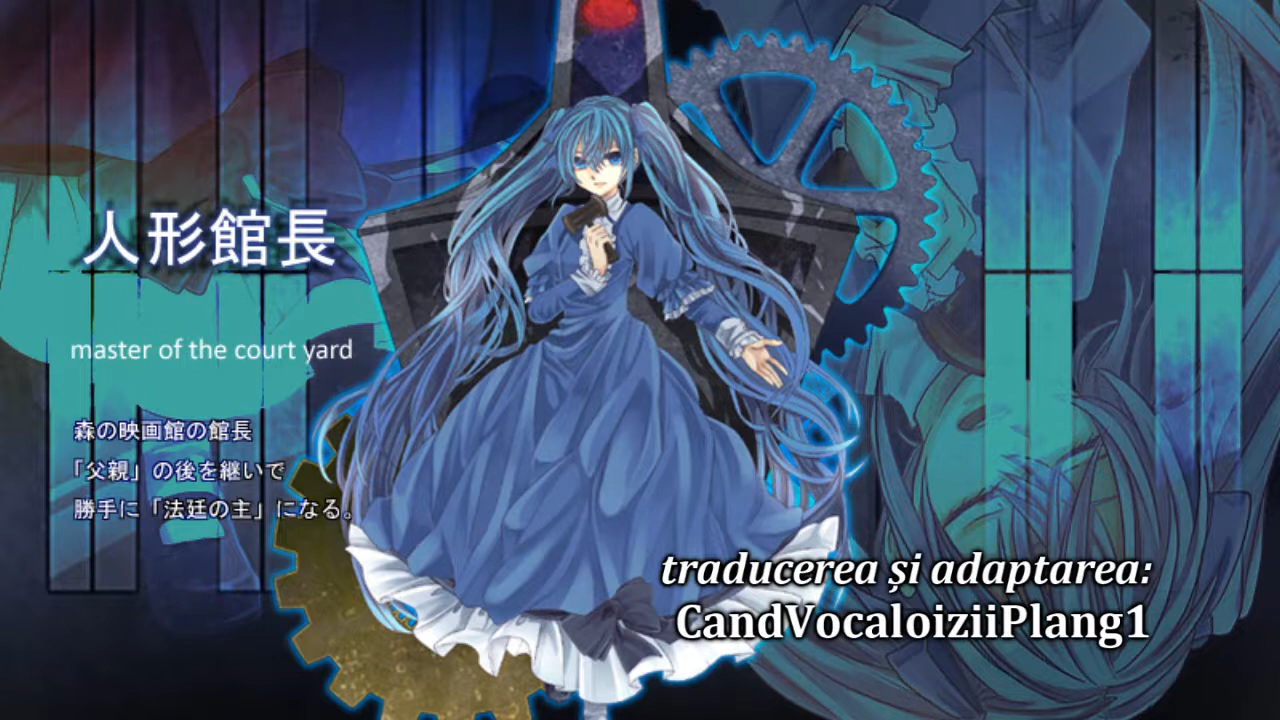 人形館長
master of the court yard
森の映画館の館長
「父親」の後を継いで
勝手に「法廷の主」になる。
traducerea și adaptarea:
CandVocaloiziiPlang1